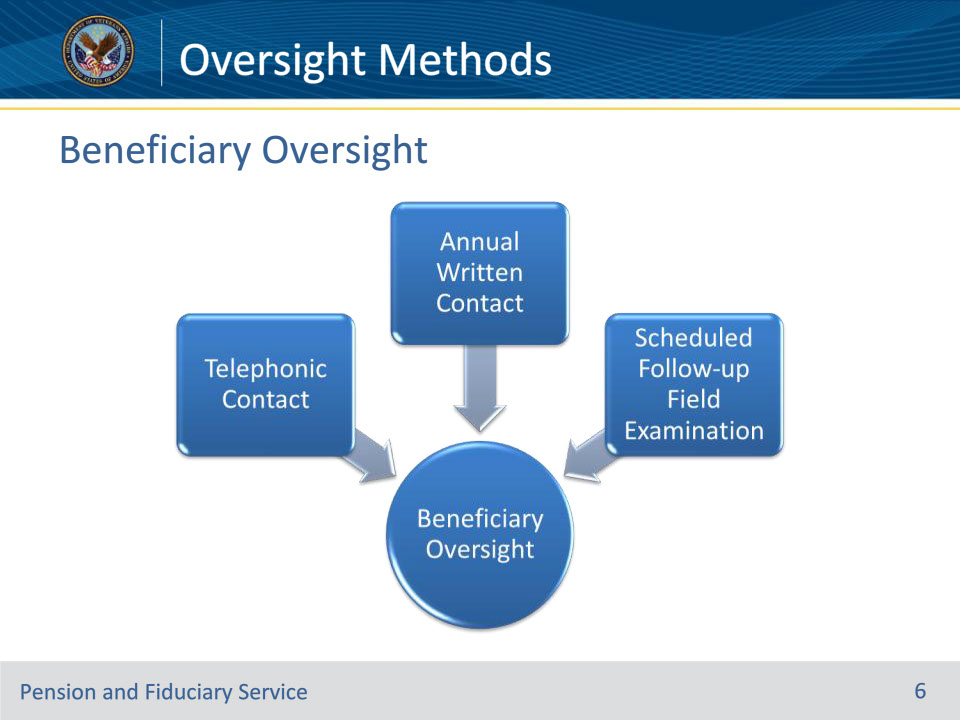 Oversight Methods
Beneficiary Oversight
Annual
Written
Contact
Telephonic
Contact
Scheduled
Follow-up
Field
Examination
Beneficiary
Oversight
Pension and Fiduciary Service
6